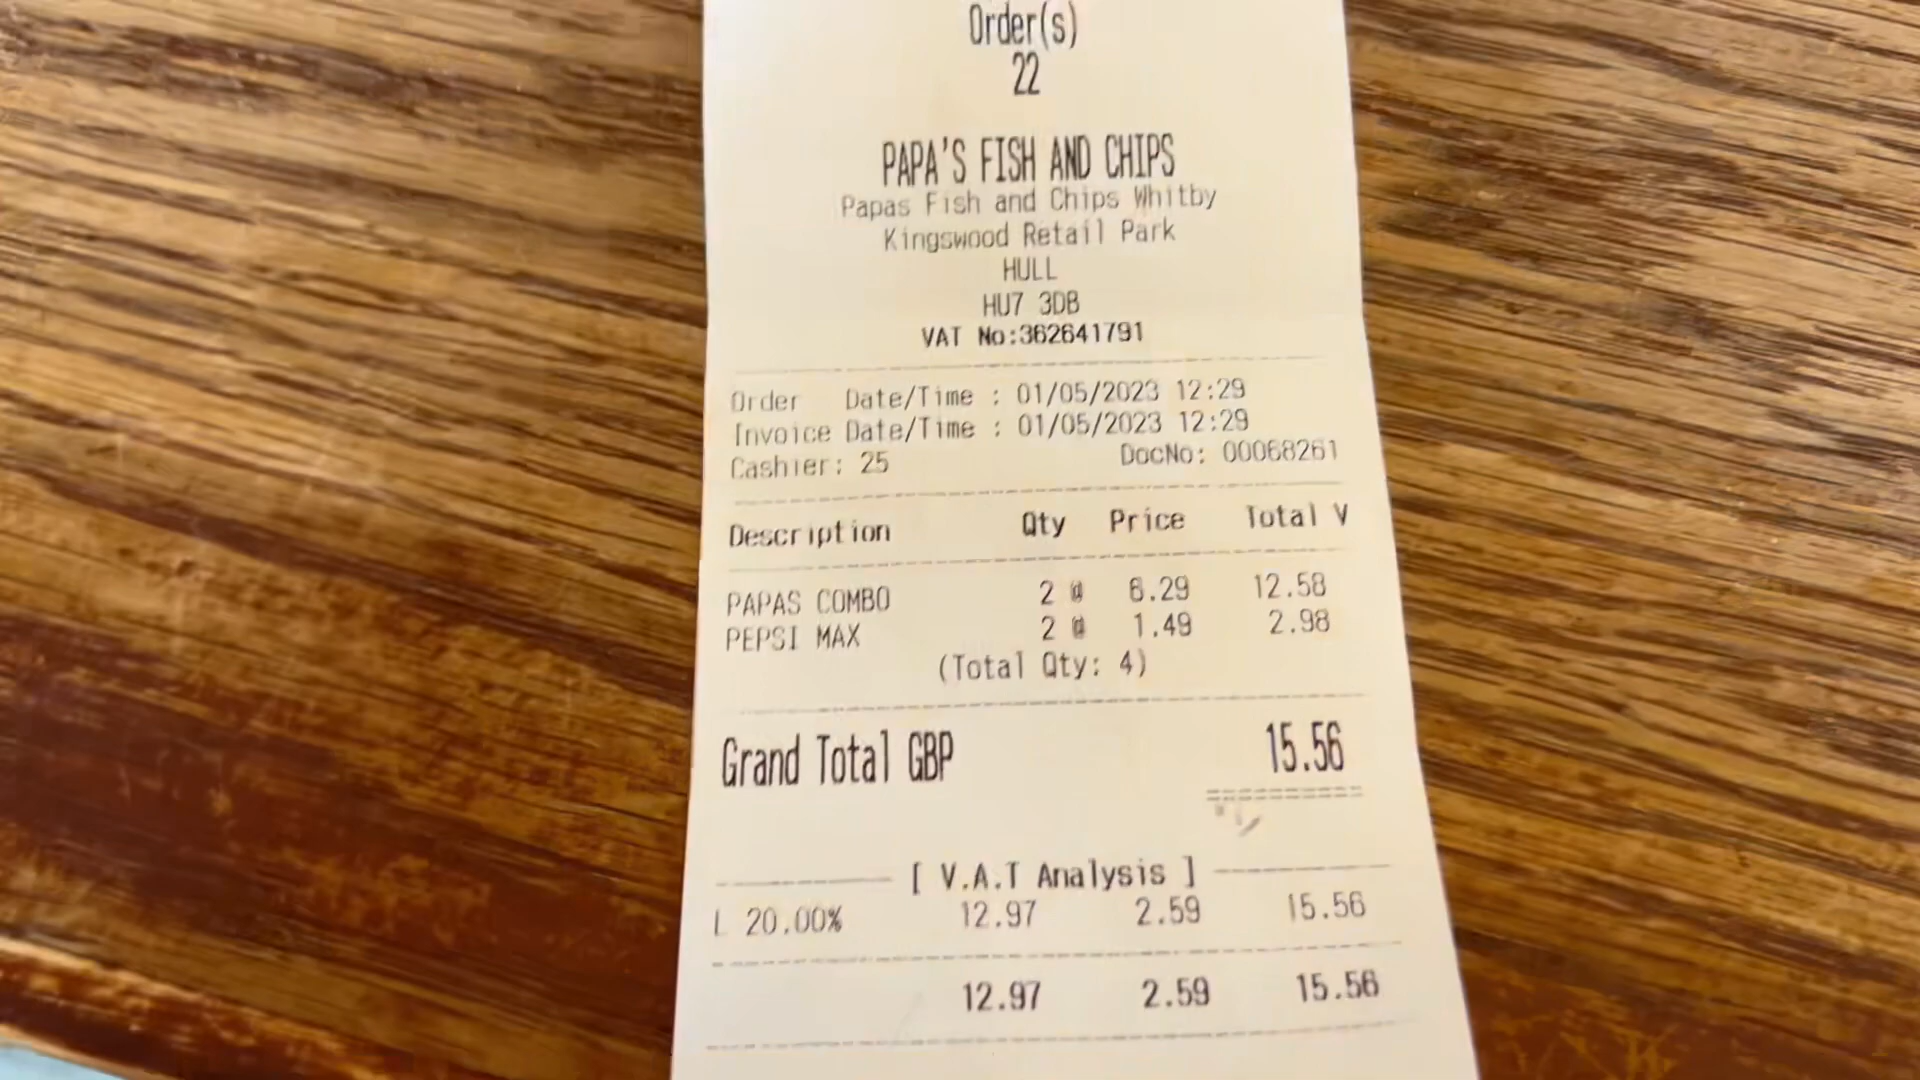 Order(s)
22
PAPA'S FISH AND CHIPS
Papas Fish and Chips Whitby
Kingswood Retail Park
HULL
HU7 3DB
VAT No:362641791
Order Date/Time : 01/05/2023 12:29
Invoice Date/Time : 01/05/2023 12:29
Cashier: 25 DocNo: 00068261
Description Qty Price Total V
PAPAS COMBO 2 @ 6.29 12.58
PEPSI MAX 2 @ 1.49 2.98
(Total Qty: 4)
Grand Total GBP 15.56
[ V.A.T Analysis ]
L 20.00% 12.97 2.59 15.56
12.97 2.59 15.56